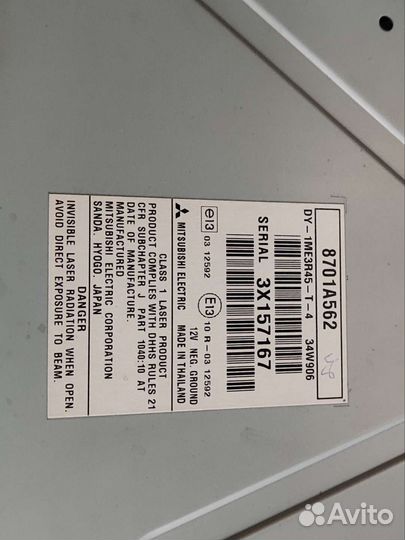 8701A562
DY-1ME3R45-T-4 34W906
SERIAL 3X157167
e13 03 12592
E13 10 R-03 12592
12V NEG. GROUND
MITSUBISHI ELECTRIC MADE IN THAILAND
CLASS 1 LASER PRODUCT
PRODUCT COMPLIES WITH DHHS RULES 21
CFR SUBCHAPTER J PART 1040:10 AT
DATE OF MANUFACTURE.
MANUFACTURED
MITSUBISHI ELECTRIC CORPORATION
SANDA, HYOGO, JAPAN
DANGER
INVISIBLE LASER RADIATION WHEN OPEN.
AVOID DIRECT EXPOSURE TO BEAM.
Avito